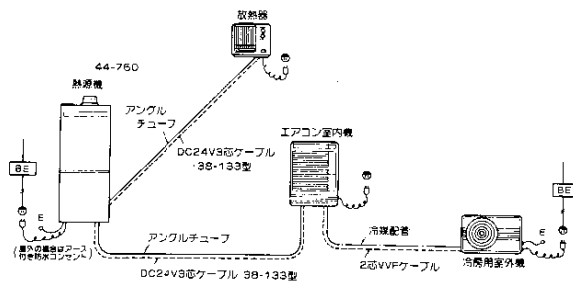 放熱器
44-760
熱源機
アングル
チューブ
DC24V3芯ケーブル
38-133型
エアコン室内機
BE
BE
E
(屋外の場合はアース
付き防水コンセント)
アングルチューブ
DC24V3芯ケーブル 38-133型
冷媒配管
2芯VVFケーブル
E
冷房用室外機